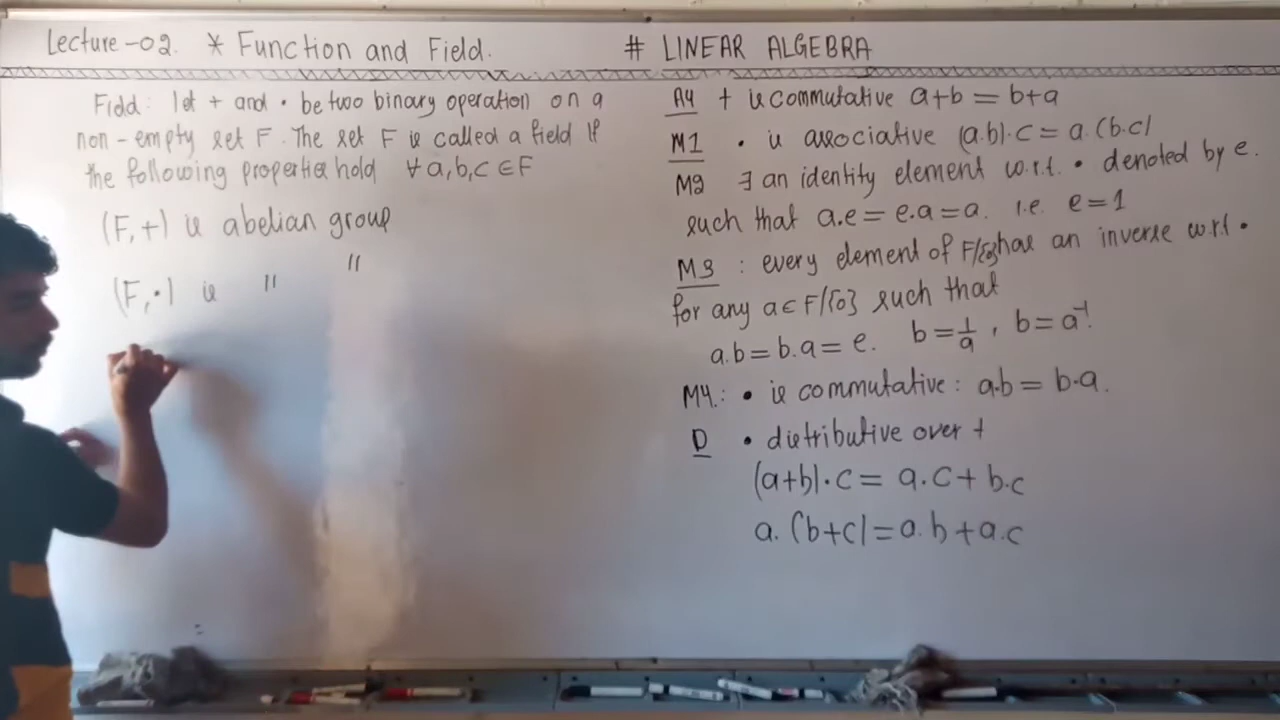 Lecture-02. * Function and Field. # LINEAR ALGEBRA
Field: let + and • be two binary operation on a
non-empty set F. The set F is called a field if
the following properties hold ∀ a,b,c ∈ F
(F,+) is abelian group
(F,•) is " "
A4 + is commutative a+b = b+a
M1 • is associative (a.b).c = a.(b.c)
M2 ∃ an identity element w.r.t. • denoted by e.
such that a.e = e.a = a. i.e. e = 1
M3 : every element of F/{0} has an inverse w.r.t •
for any a ∈ F/{0} such that
a.b = b.a = e. b = 1/a , b = a⁻¹.
M4.: • is commutative: a.b = b.a.
D • distributive over +
(a+b).c = a.c + b.c
a.(b+c) = a.b + a.c